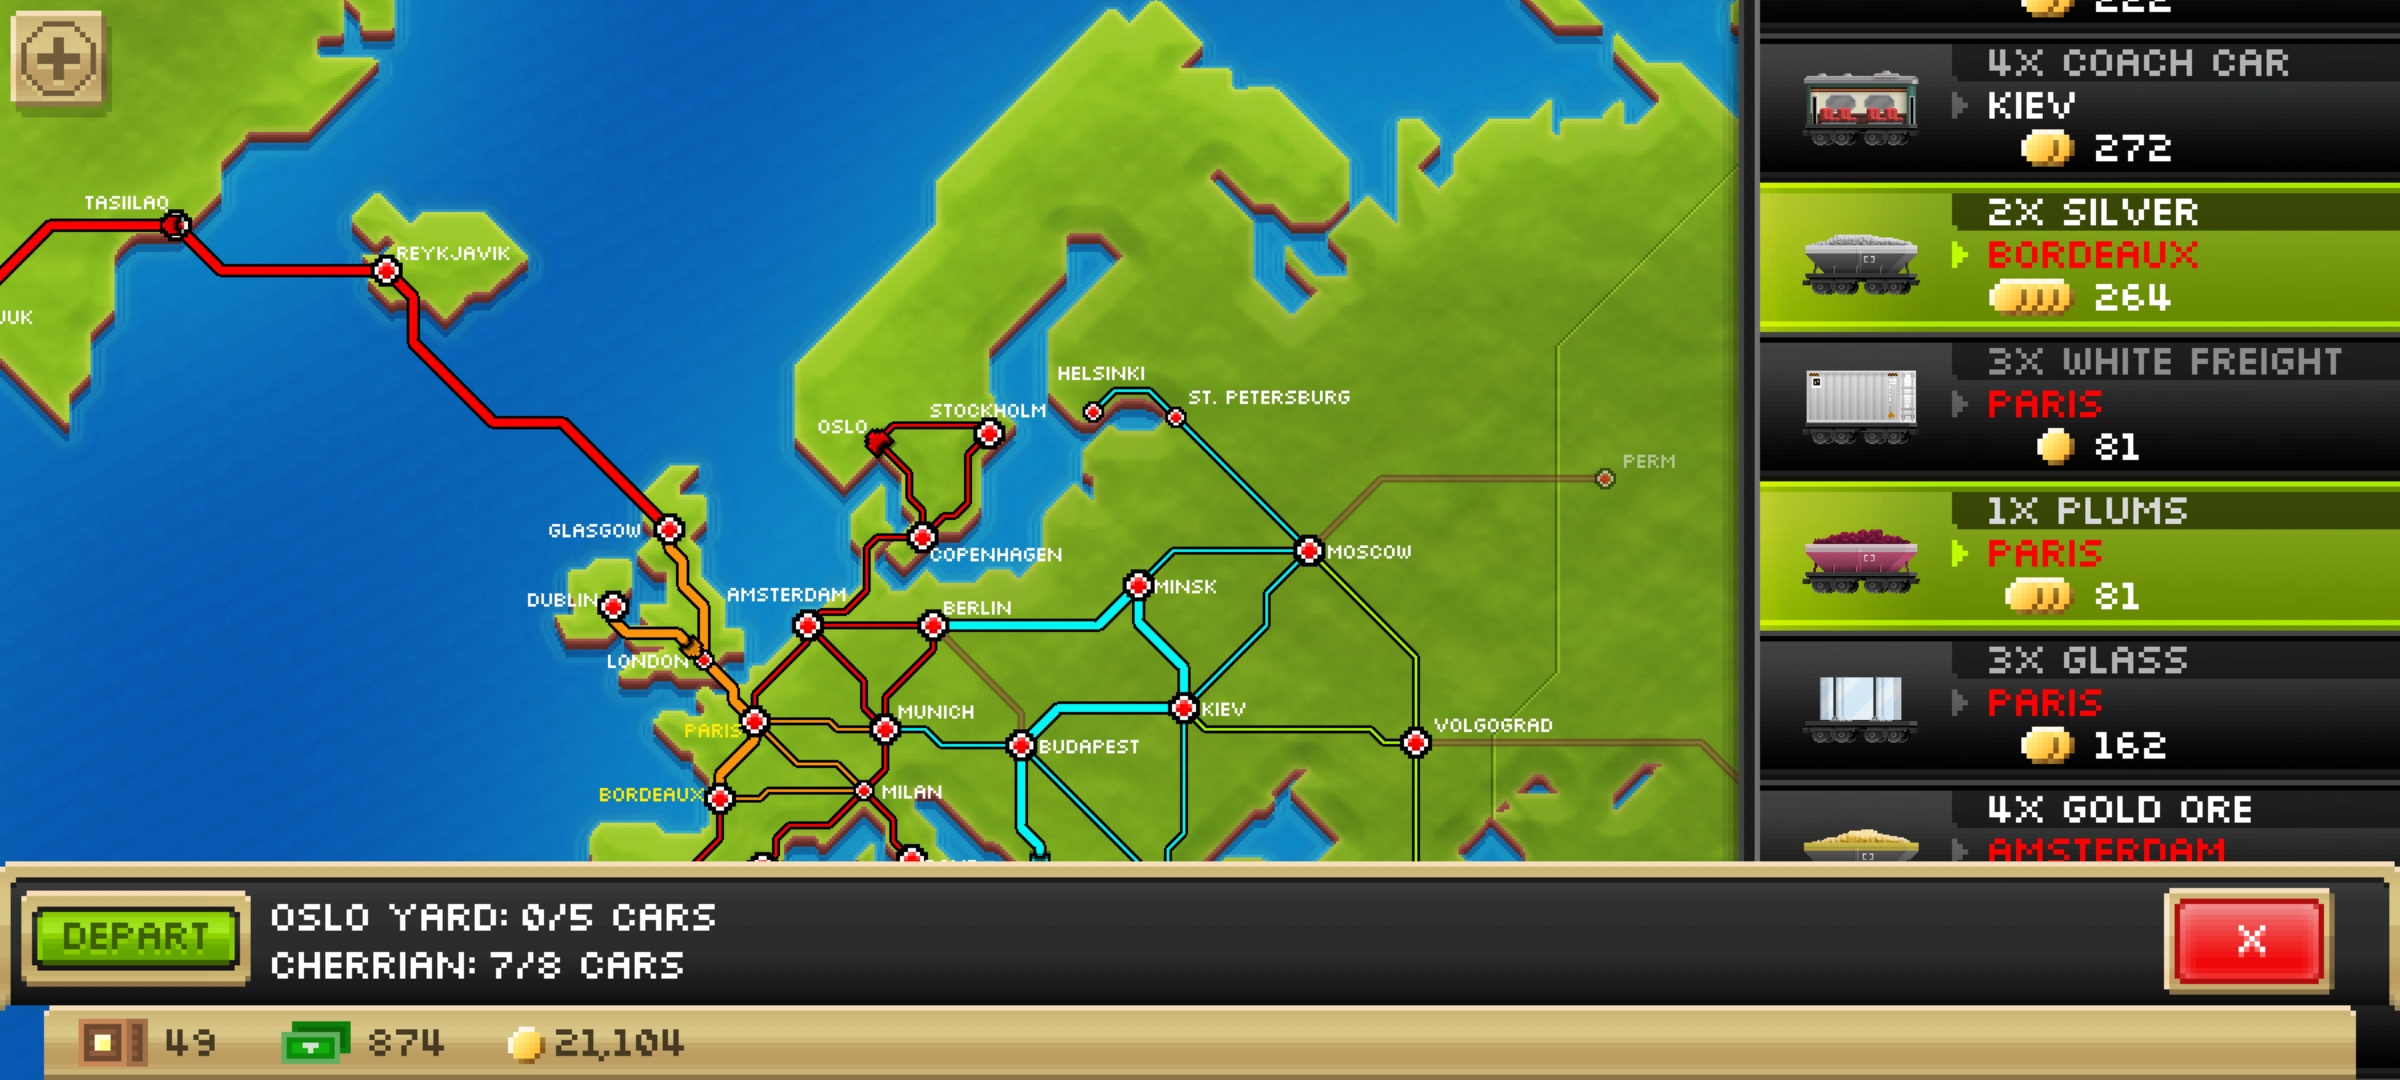 222
4X COACH CAR
KIEV
272
2X SILVER
BORDEAUX
264
3X WHITE FREIGHT
PARIS
81
1X PLUMS
PARIS
81
3X GLASS
PARIS
162
4X GOLD ORE
AMSTERDAM
TASIILAQ
REYKJAVIK
UUK
HELSINKI
ST. PETERSBURG
STOCKHOLM
OSLO
PERM
GLASGOW
COPENHAGEN
MOSCOW
MINSK
DUBLIN
AMSTERDAM
BERLIN
LONDON
KIEV
MUNICH
VOLGOGRAD
PARIS
BUDAPEST
BORDEAUX
MILAN
DEPART
OSLO YARD: 0/5 CARS
CHERRIAN: 7/8 CARS
X
49
874
21,104